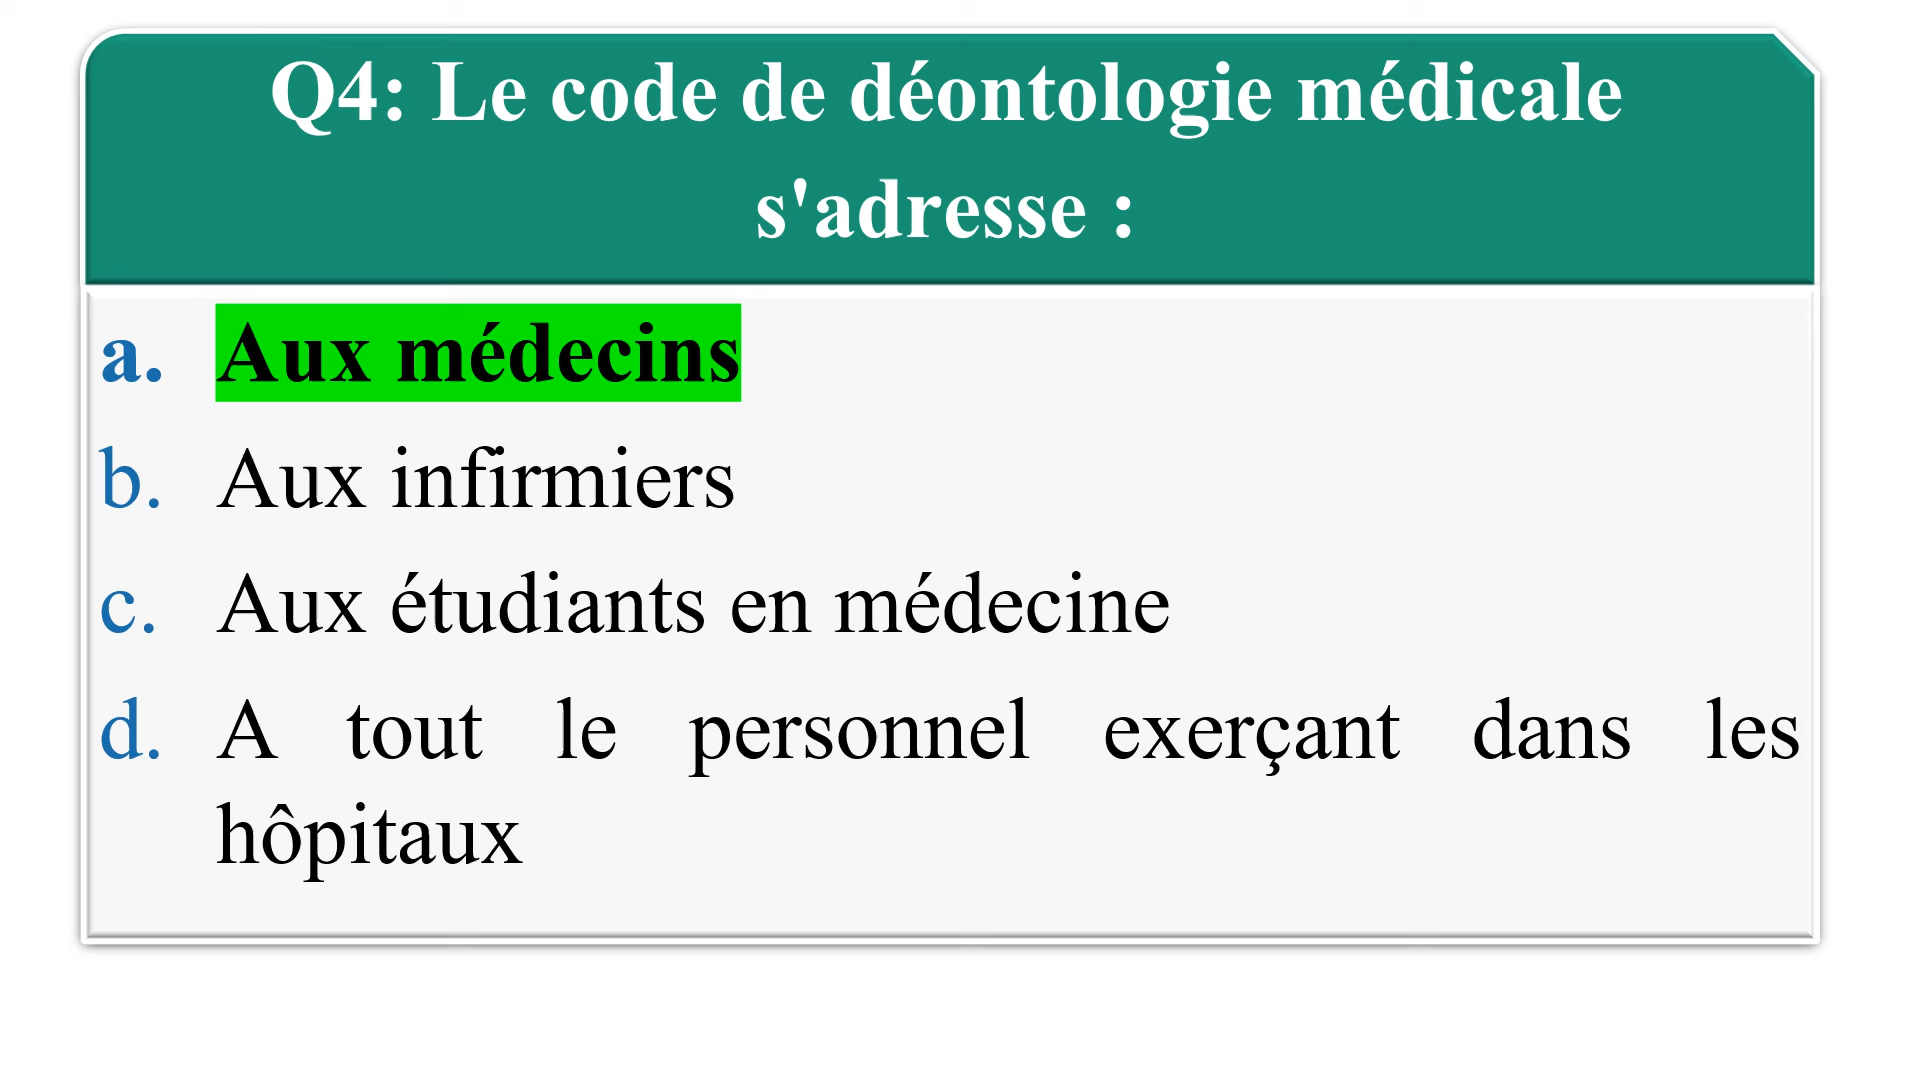 Q4: Le code de déontologie médicale
s'adresse :
a. Aux médecins
b. Aux infirmiers
c. Aux étudiants en médecine
d. A tout le personnel exerçant dans les
hôpitaux